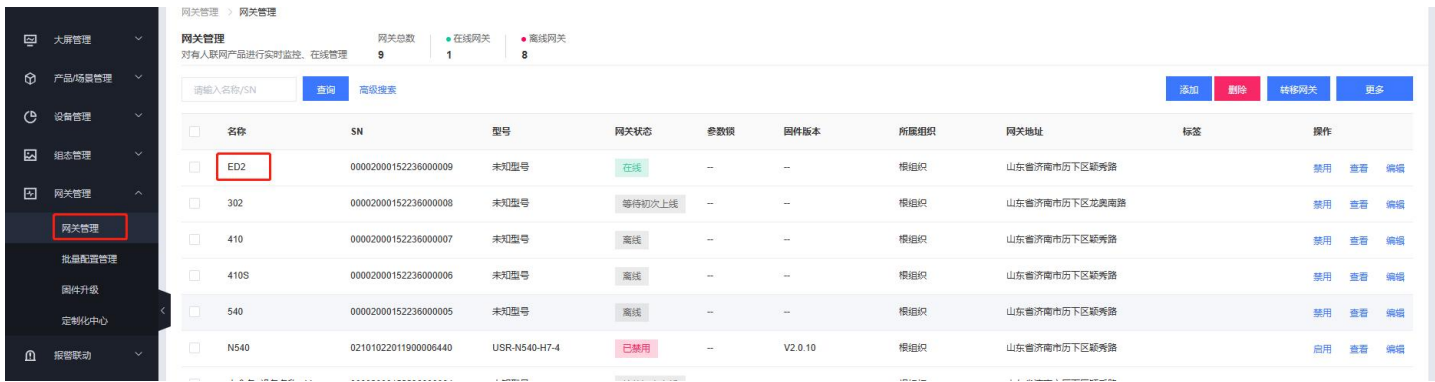 网关管理 > 网关管理
大屏管理
产品/场景管理
设备管理
组态管理
网关管理
网关管理
批量配置管理
固件升级
定制化中心
报警联动
网关管理
对有人联网产品进行实时监控、在线管理
网关总数
9
在线网关
1
离线网关
8
请输入名称/SN 查询 高级搜索 添加 删除 转移网关 更多
名称 SN 型号 网关状态 参数锁 固件版本 所属组织 网关地址 标签 操作
ED2 00002000152236000009 未知型号 在线 -- -- 根组织 山东省济南市历下区颖秀路 禁用 查看 编辑
302 00002000152236000008 未知型号 等待初次上线 -- -- 根组织 山东省济南市历下区龙奥南路 禁用 查看 编辑
410 00002000152236000007 未知型号 离线 -- -- 根组织 山东省济南市历下区颖秀路 禁用 查看 编辑
410S 00002000152236000006 未知型号 离线 -- -- 根组织 山东省济南市历下区颖秀路 禁用 查看 编辑
540 00002000152236000005 未知型号 离线 -- -- 根组织 山东省济南市历下区颖秀路 禁用 查看 编辑
N540 02101022011900006440 USR-N540-H7-4 已禁用 -- V2.0.10 根组织 山东省济南市历下区颖秀路 启用 查看 编辑